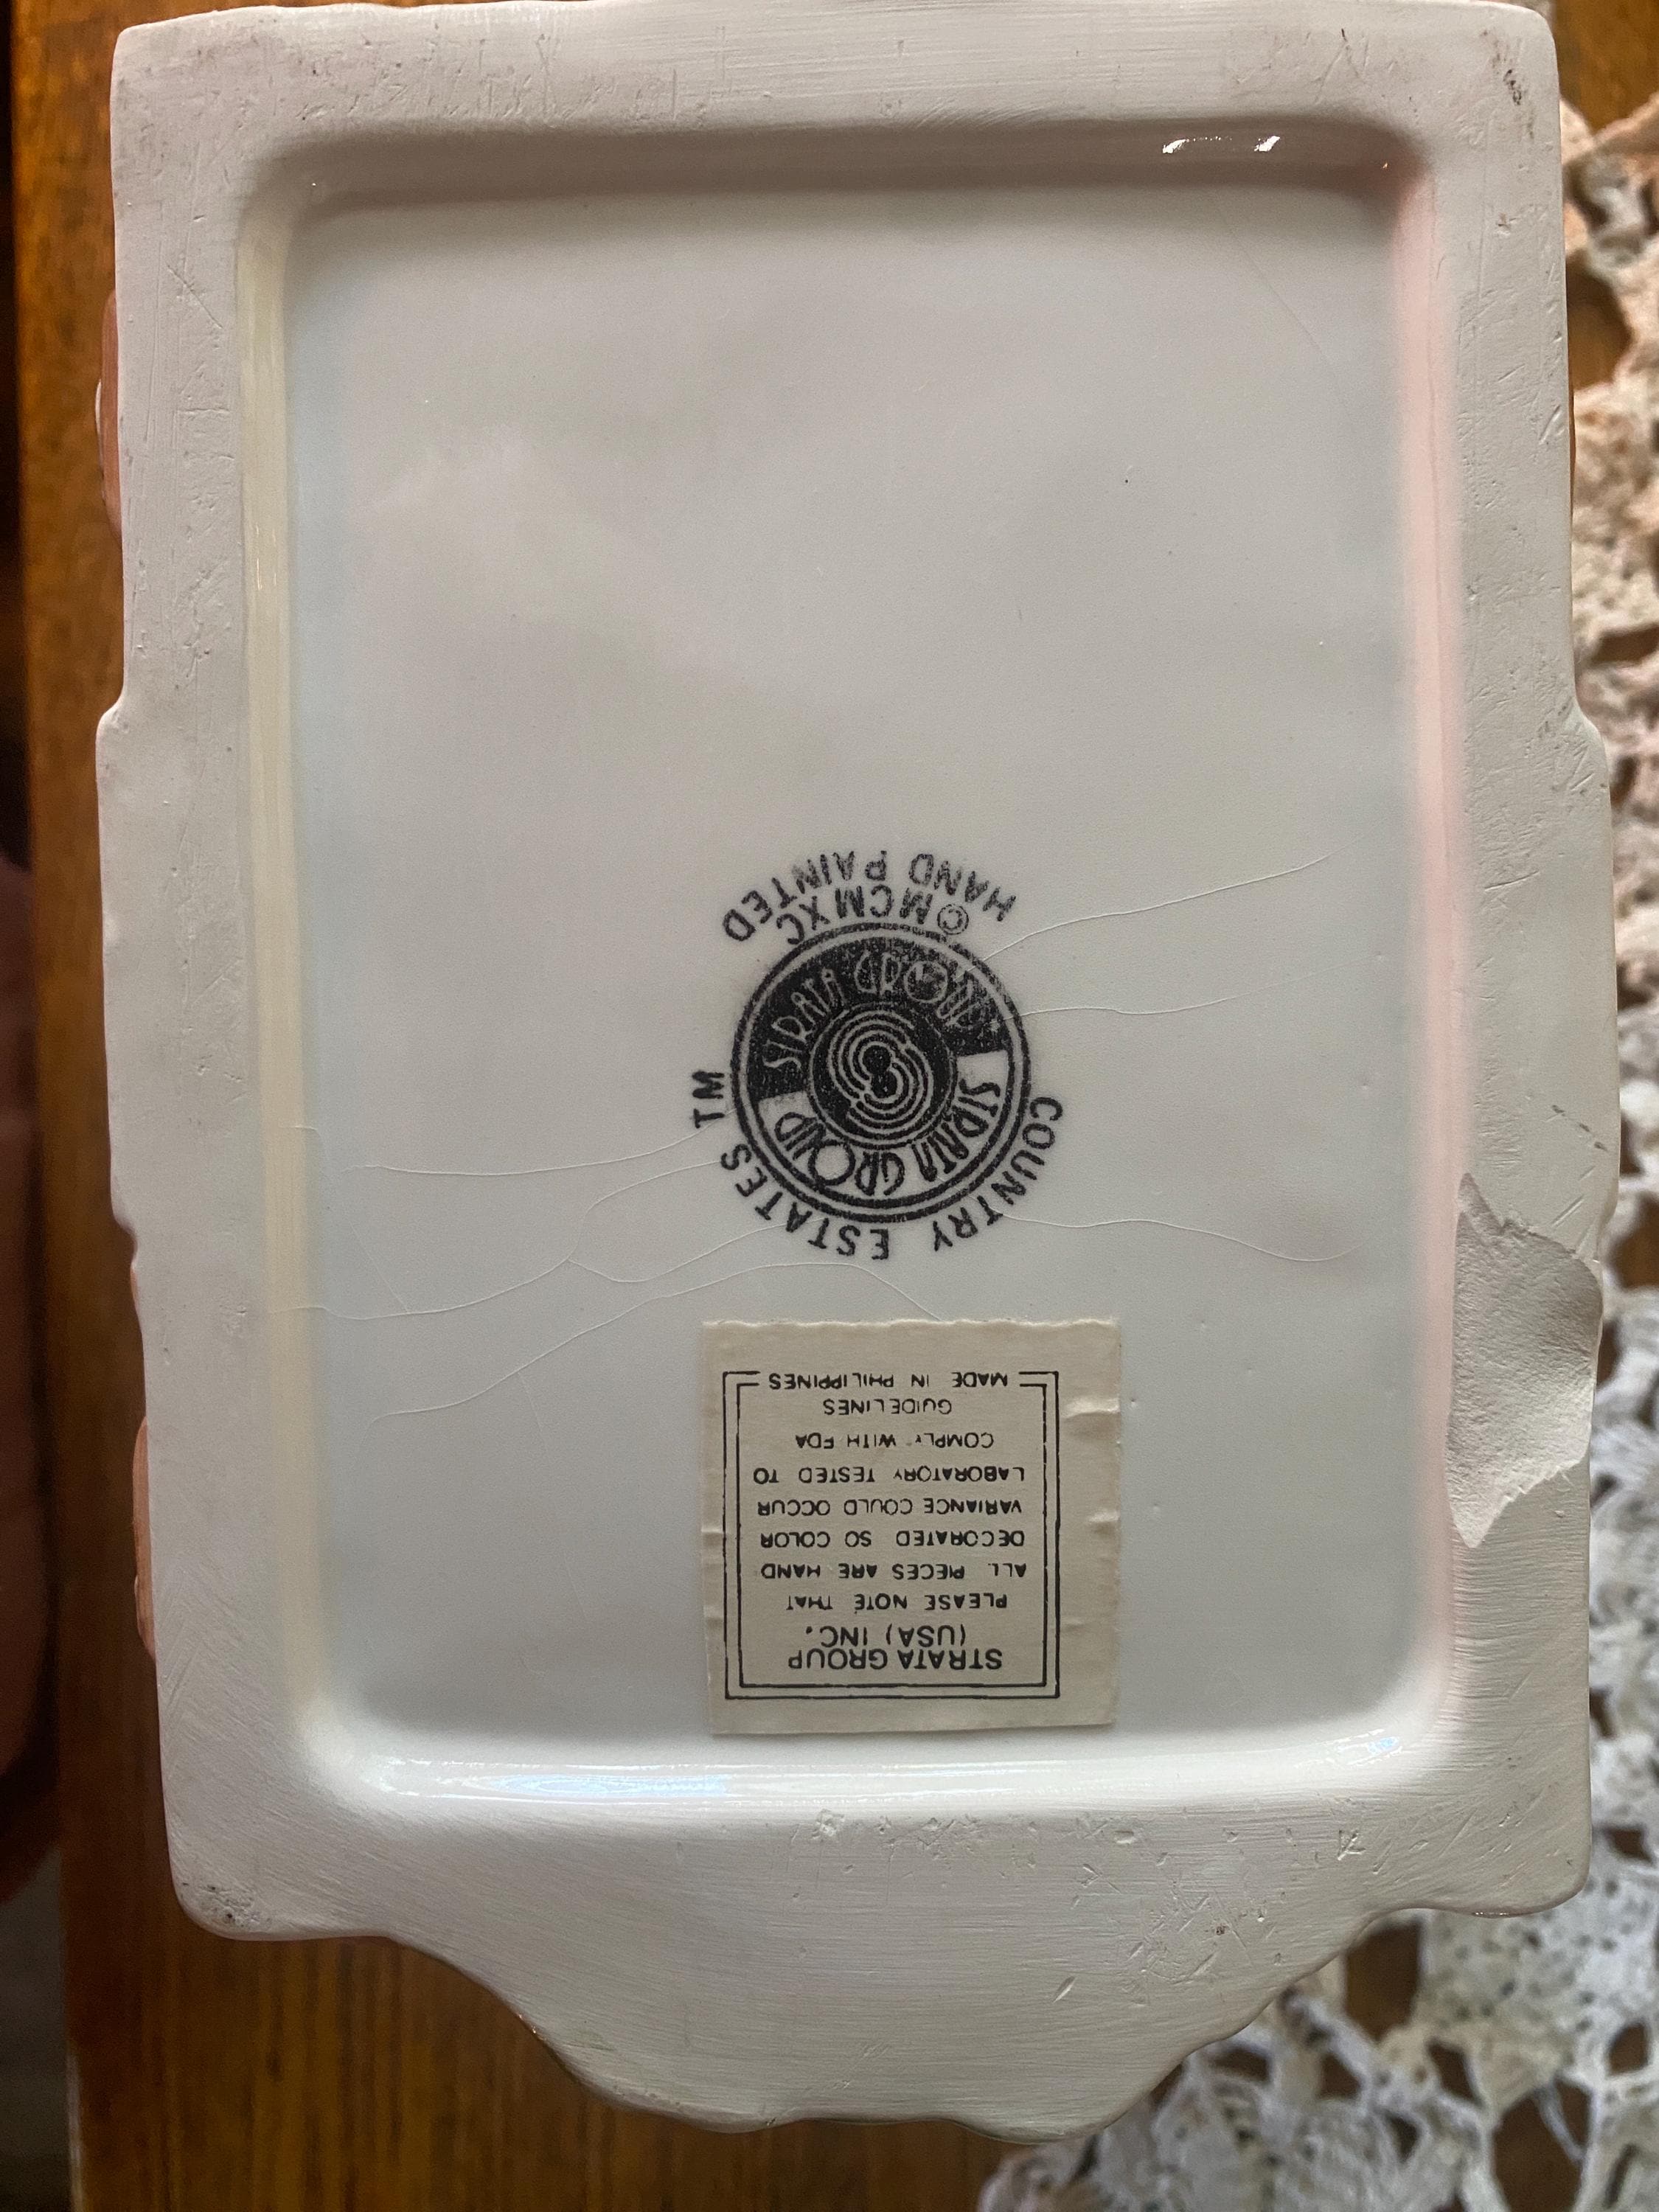 HAND PAINTED
©MCMXC
STRATA GROUP
STRATA GROUP
COUNTRY ESTATES TM
STRATA GROUP
(USA) INC.
PLEASE NOTE THAT
ALL PIECES ARE HAND
DECORATED SO COLOR
VARIANCE COULD OCCUR
LABORATORY TESTED TO
COMPLY WITH FDA
GUIDELINES
MADE IN PHILIPPINES